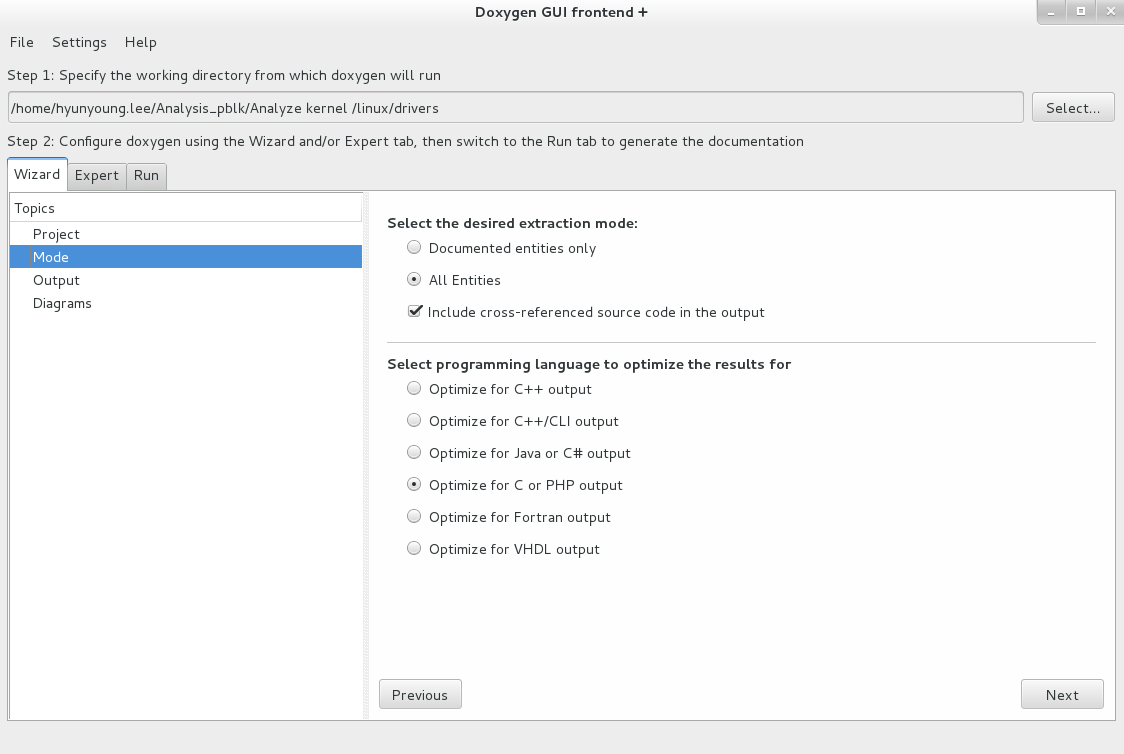 Doxygen GUI frontend +
File Settings Help
Step 1: Specify the working directory from which doxygen will run
/home/hyunyoung.lee/Analysis_pblk/Analyze kernel /linux/drivers
Select...
Step 2: Configure doxygen using the Wizard and/or Expert tab, then switch to the Run tab to generate the documentation
Wizard Expert Run
Topics
Project
Mode
Output
Diagrams
Select the desired extraction mode:
Documented entities only
All Entities
Include cross-referenced source code in the output
Select programming language to optimize the results for
Optimize for C++ output
Optimize for C++/CLI output
Optimize for Java or C# output
Optimize for C or PHP output
Optimize for Fortran output
Optimize for VHDL output
Previous
Next